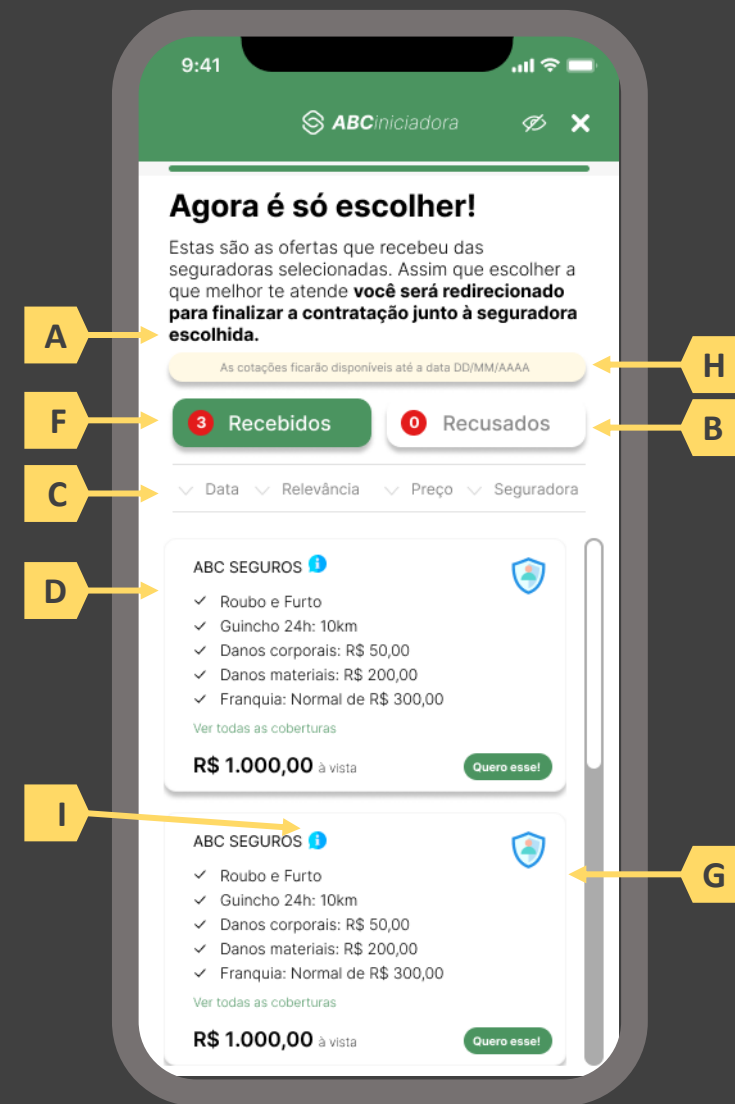 9:41
ABCiniciadora
Agora é só escolher!
Estas são as ofertas que recebeu das
seguradoras selecionadas. Assim que escolher a
que melhor te atende você será redirecionado
para finalizar a contratação junto à seguradora
escolhida.
A
As cotações ficarão disponíveis até a data DD/MM/AAAA
H
F
3 Recebidos
0 Recusados
B
C
Data Relevância Preço Seguradora
D
ABC SEGUROS i
Roubo e Furto
Guincho 24h: 10km
Danos corporais: R$ 50,00
Danos materiais: R$ 200,00
Franquia: Normal de R$ 300,00
Ver todas as coberturas
R$ 1.000,00 à vista
Quero esse!
I
ABC SEGUROS i
G
Roubo e Furto
Guincho 24h: 10km
Danos corporais: R$ 50,00
Danos materiais: R$ 200,00
Franquia: Normal de R$ 300,00
Ver todas as coberturas
R$ 1.000,00 à vista
Quero esse!